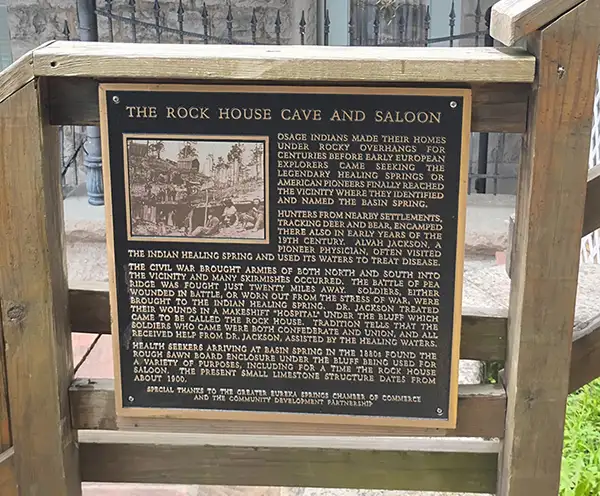 THE ROCK HOUSE CAVE AND SALOON
OSAGE INDIANS MADE THEIR HOMES
UNDER ROCKY OVERHANGS FOR
CENTURIES BEFORE EARLY EUROPEAN
EXPLORERS CAME SEEKING THE
LEGENDARY HEALING SPRINGS OR
AMERICAN PIONEERS FINALLY REACHED
THE VICINITY WHERE THEY IDENTIFIED
AND NAMED THE BASIN SPRING.
HUNTERS FROM NEARBY SETTLEMENTS,
TRACKING DEER AND BEAR, ENCAMPED
THERE ALSO IN EARLY YEARS OF THE
19TH CENTURY. ALVAH JACKSON, A
PIONEER PHYSICIAN, OFTEN VISITED
THE INDIAN HEALING SPRING AND USED ITS WATERS TO TREAT DISEASE.
THE CIVIL WAR BROUGHT ARMIES OF BOTH NORTH AND SOUTH INTO
THE VICINITY AND MANY SKIRMISHES OCCURRED. THE BATTLE OF PEA
RIDGE WAS FOUGHT JUST TWENTY MILES AWAY. SOLDIERS, EITHER
WOUNDED IN BATTLE, OR WORN OUT FROM THE STRESS OF WAR, WERE
BROUGHT TO THE INDIAN HEALING SPRING. DR. JACKSON TREATED
THEIR WOUNDS IN A MAKESHIFT "HOSPITAL" UNDER THE BLUFF WHICH
CAME TO BE CALLED THE ROCK HOUSE. TRADITION TELLS THAT THE
SOLDIERS WHO CAME WERE BOTH CONFEDERATE AND UNION, AND ALL
RECEIVED HELP FROM DR. JACKSON, ASSISTED BY THE HEALING WATERS.
HEALTH SEEKERS ARRIVING AT BASIN SPRING IN THE 1880s FOUND THE
ROUGH SAWN BOARD ENCLOSURE UNDER THE BLUFF BEING USED FOR
A VARIETY OF PURPOSES, INCLUDING FOR A TIME THE ROCK HOUSE
SALOON. THE PRESENT SMALL LIMESTONE STRUCTURE DATES FROM
ABOUT 1900.
SPECIAL THANKS TO THE GREATER EUREKA SPRINGS CHAMBER OF COMMERCE
AND THE COMMUNITY DEVELOPMENT PARTNERSHIP